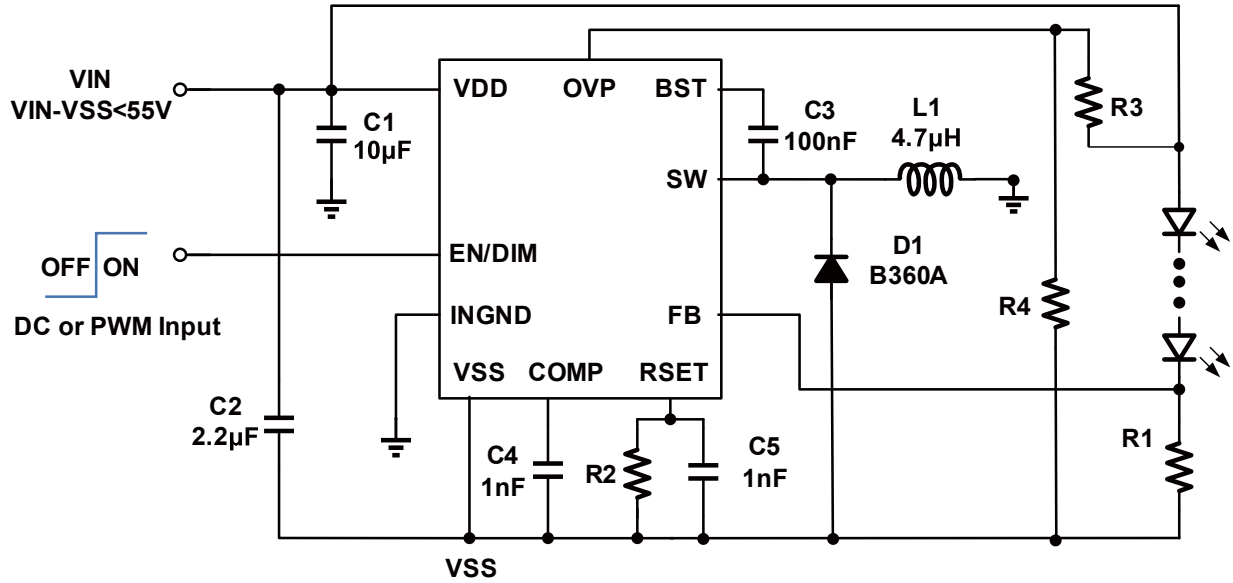 VIN
VIN-VSS<55V
VDD
OVP
BST
C1
10µF
C3
100nF
L1
4.7µH
R3
SW
OFF
ON
EN/DIM
D1
B360A
DC or PWM Input
INGND
FB
R4
VSS
COMP
RSET
C2
2.2µF
C4
1nF
R2
C5
1nF
R1
VSS